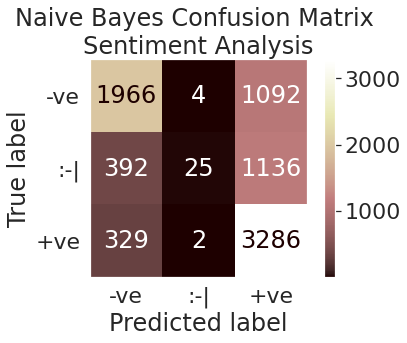 Naive Bayes Confusion Matrix
Sentiment Analysis
True label
-ve 1966 4 1092
:-| 392 25 1136
+ve 329 2 3286
-ve :-| +ve
Predicted label
3000
2000
1000